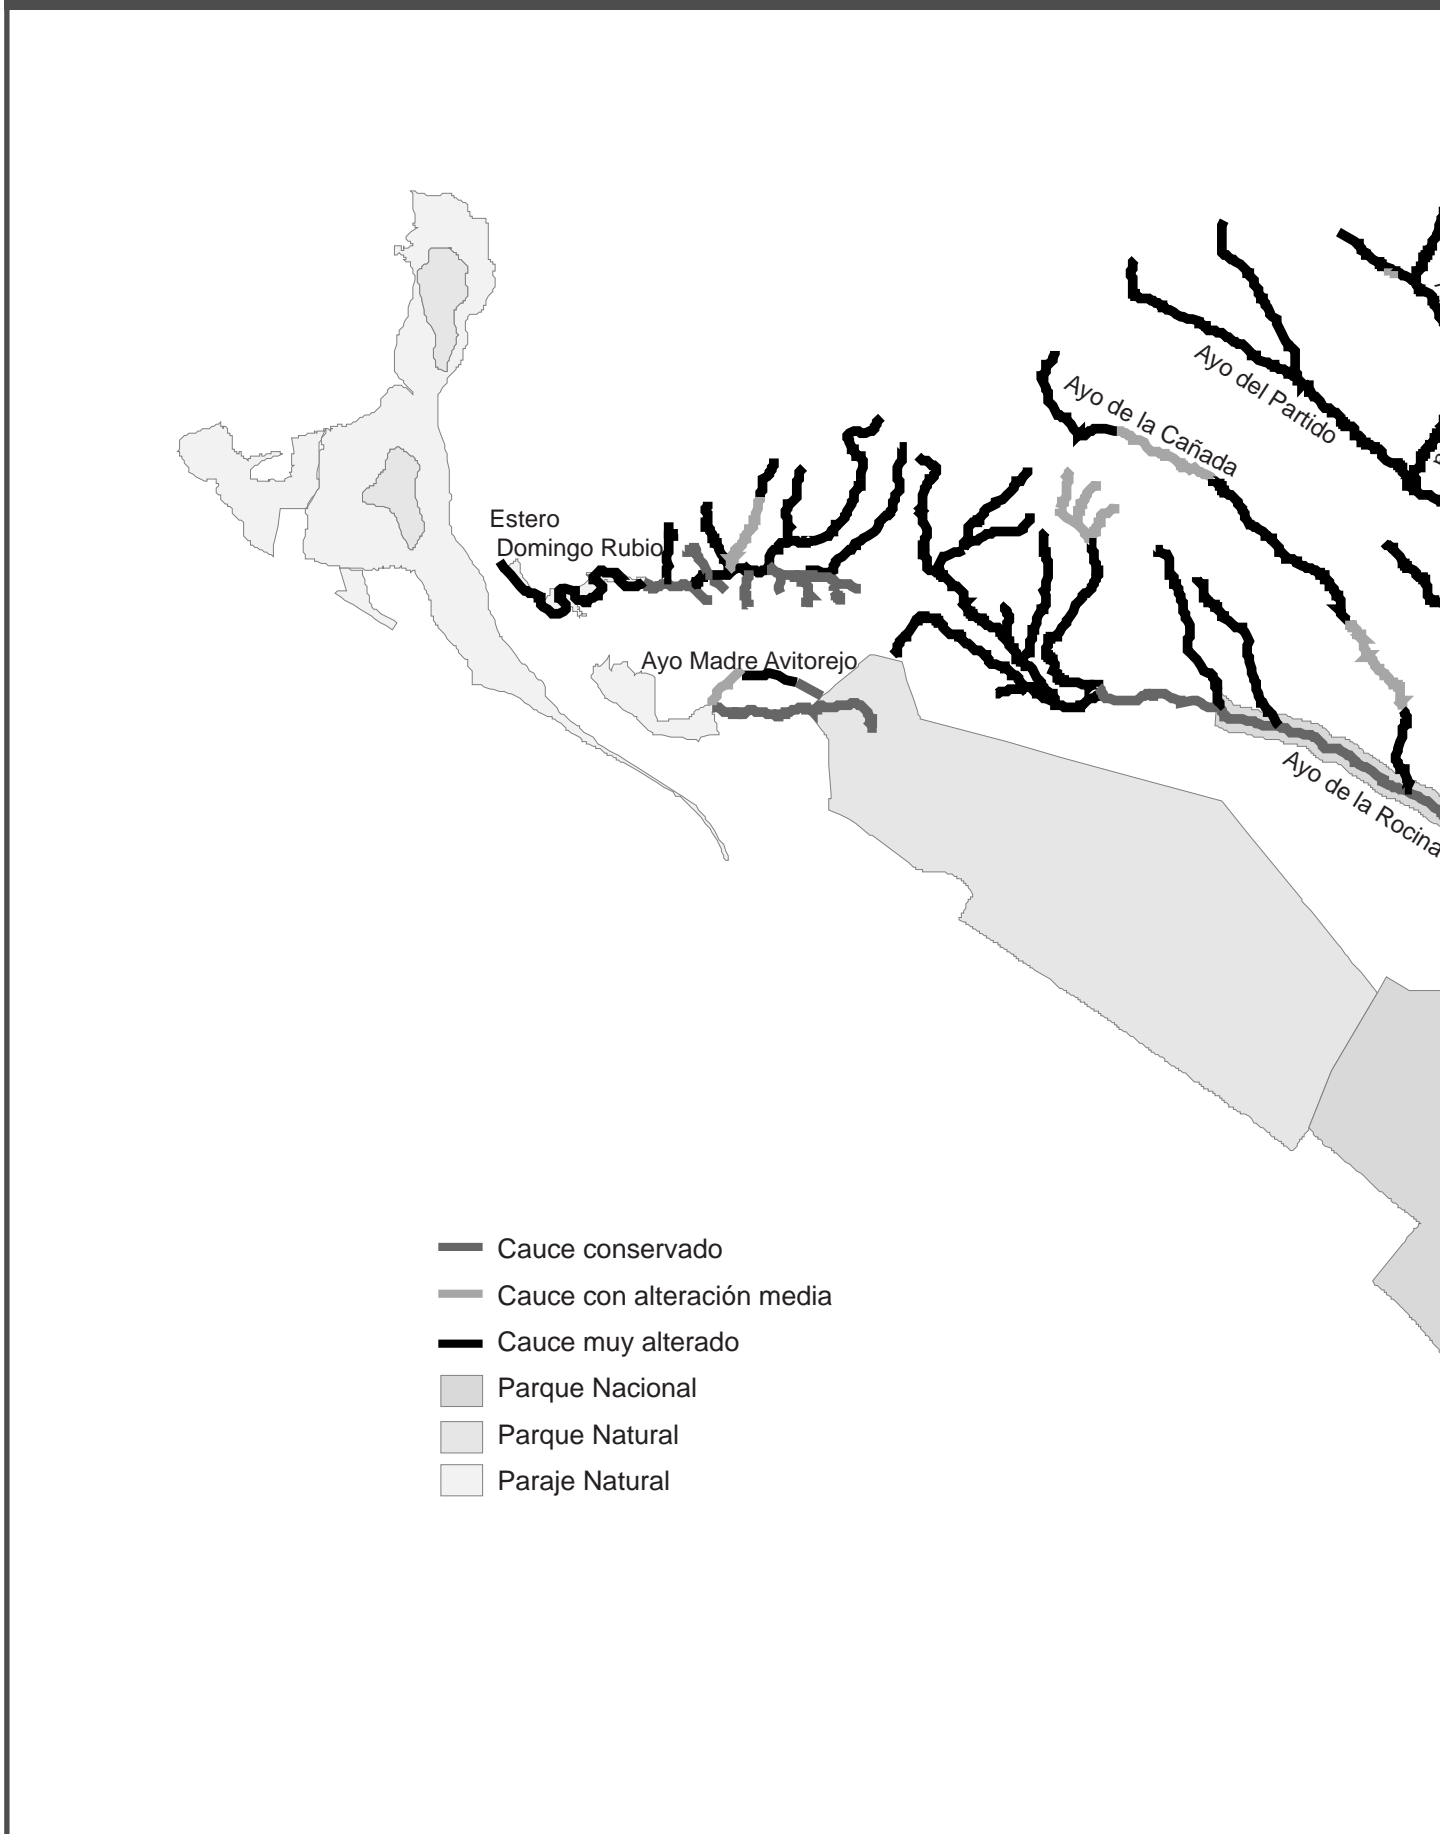 Ayo del Partido
Ayo de la Cañada
Estero
Domingo Rubio
Ayo Madre Avitorejo
Ayo de la Rocina
Cauce conservado
Cauce con alteración media
Cauce muy alterado
Parque Nacional
Parque Natural
Paraje Natural